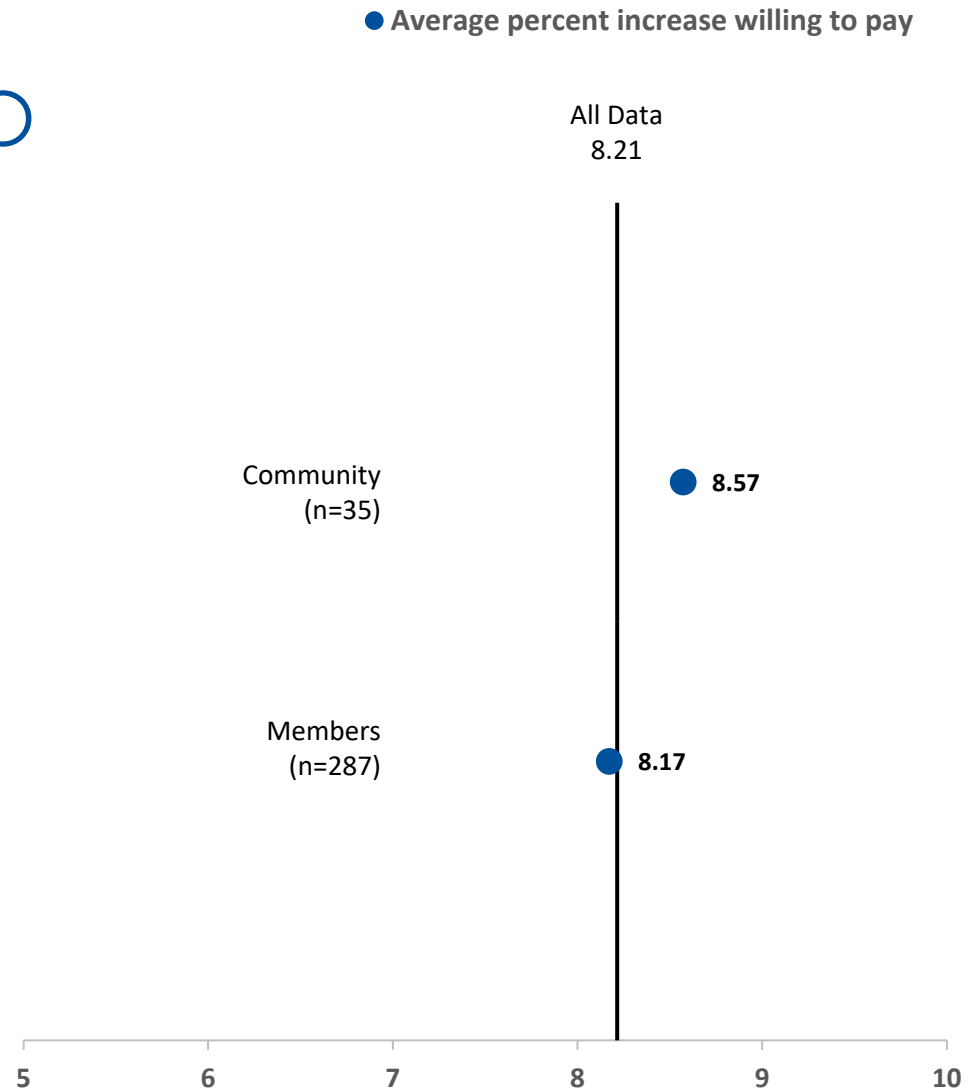 Average percent increase willing to pay
All Data
8.21
Community
(n=35)
8.57
Members
(n=287)
8.17
5 6 7 8 9 10